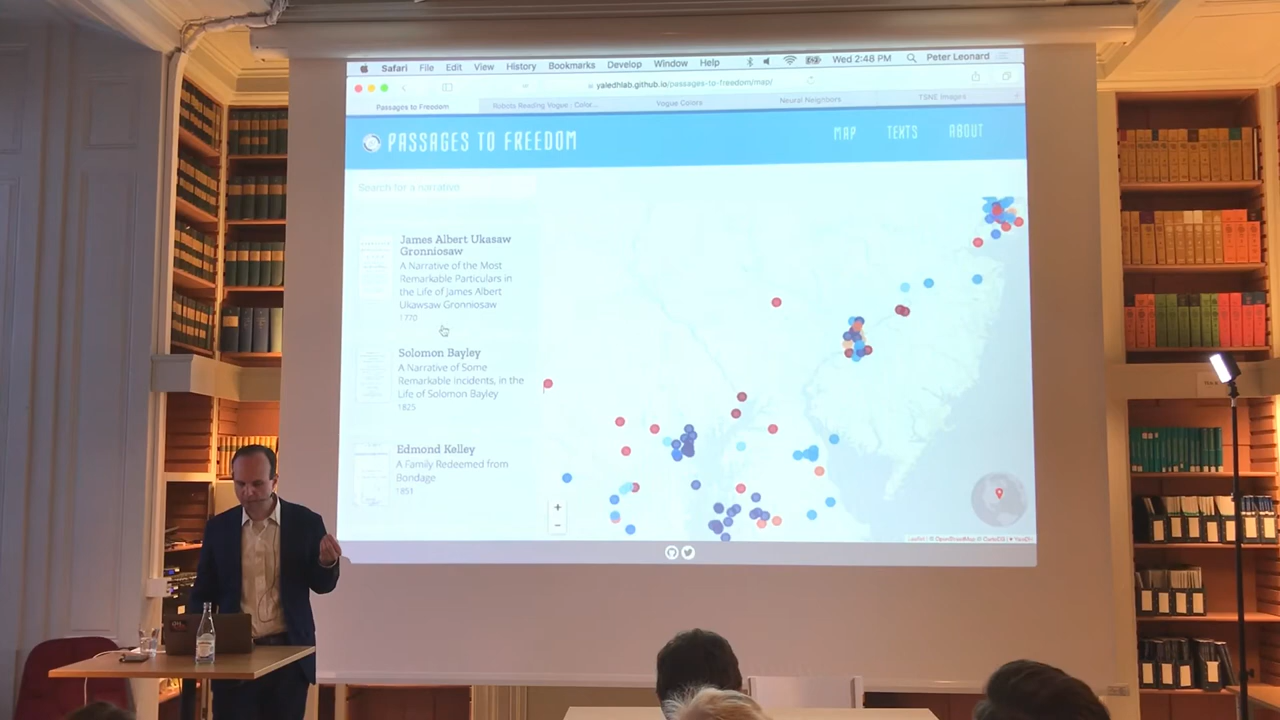 Safari File Edit View History Bookmarks Develop Window Help Wed 2:48 PM Peter Leonard
yaledhlab.github.io/passages-to-freedom/map/
Passages to Freedom Robots Reading Vogue : Color... Vogue Colors Neural Neighbors TSNE Images
PASSAGES TO FREEDOM MAP TEXTS ABOUT
Search for a narrative
James Albert Ukasaw
Gronniosaw
A Narrative of the Most
Remarkable Particulars in
the Life of James Albert
Ukawsaw Gronniosaw
1770
Solomon Bayley
A Narrative of Some
Remarkable Incidents, in the
Life of Solomon Bayley
1825
Edmond Kelley
A Family Redeemed from
Bondage
1851
+
−
Leaflet | © OpenStreetMap © CartoDB